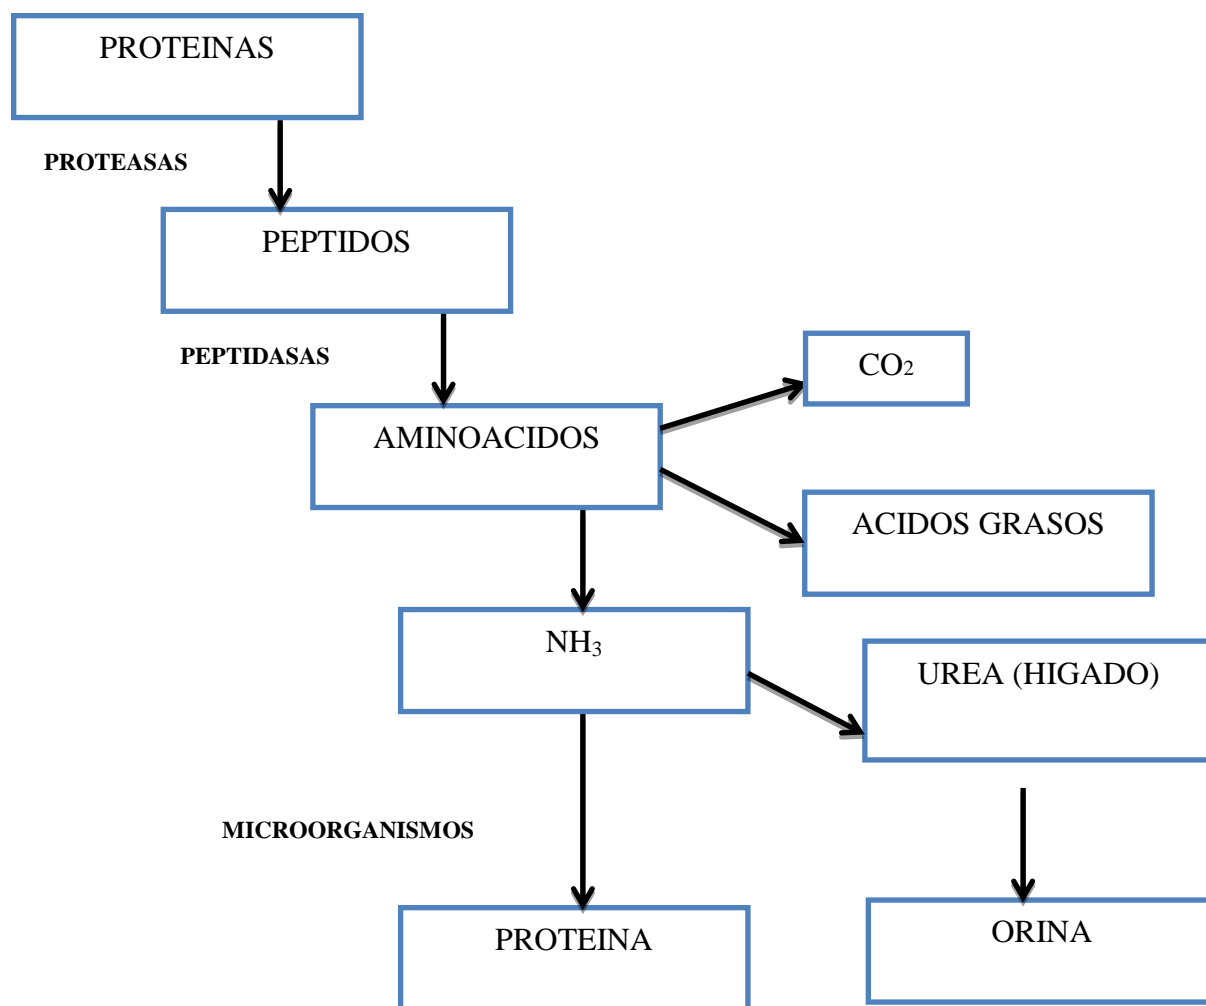 PROTEINAS
PROTEASAS
PEPTIDOS
PEPTIDASAS
CO₂
AMINOACIDOS
ACIDOS GRASOS
NH₃
UREA (HIGADO)
MICROORGANISMOS
PROTEINA
ORINA